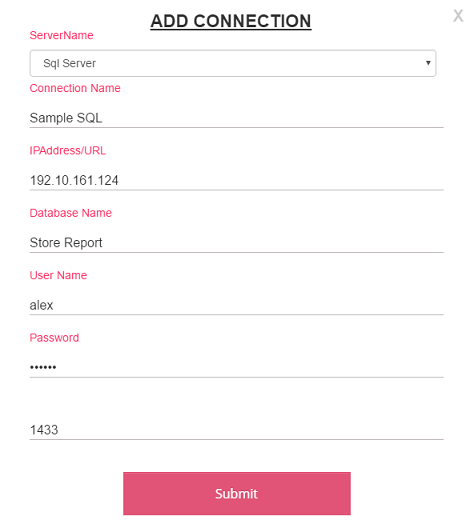 ADD CONNECTION
X
ServerName
Sql Server
Connection Name
Sample SQL
IPAddress/URL
192.10.161.124
Database Name
Store Report
User Name
alex
Password
••••••
1433
Submit